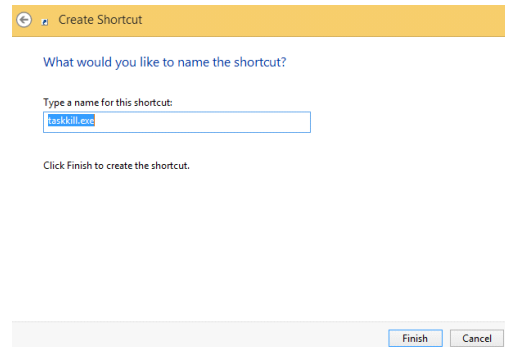 Create Shortcut
What would you like to name the shortcut?
Type a name for this shortcut:
taskkill.exe
Click Finish to create the shortcut.
Finish Cancel